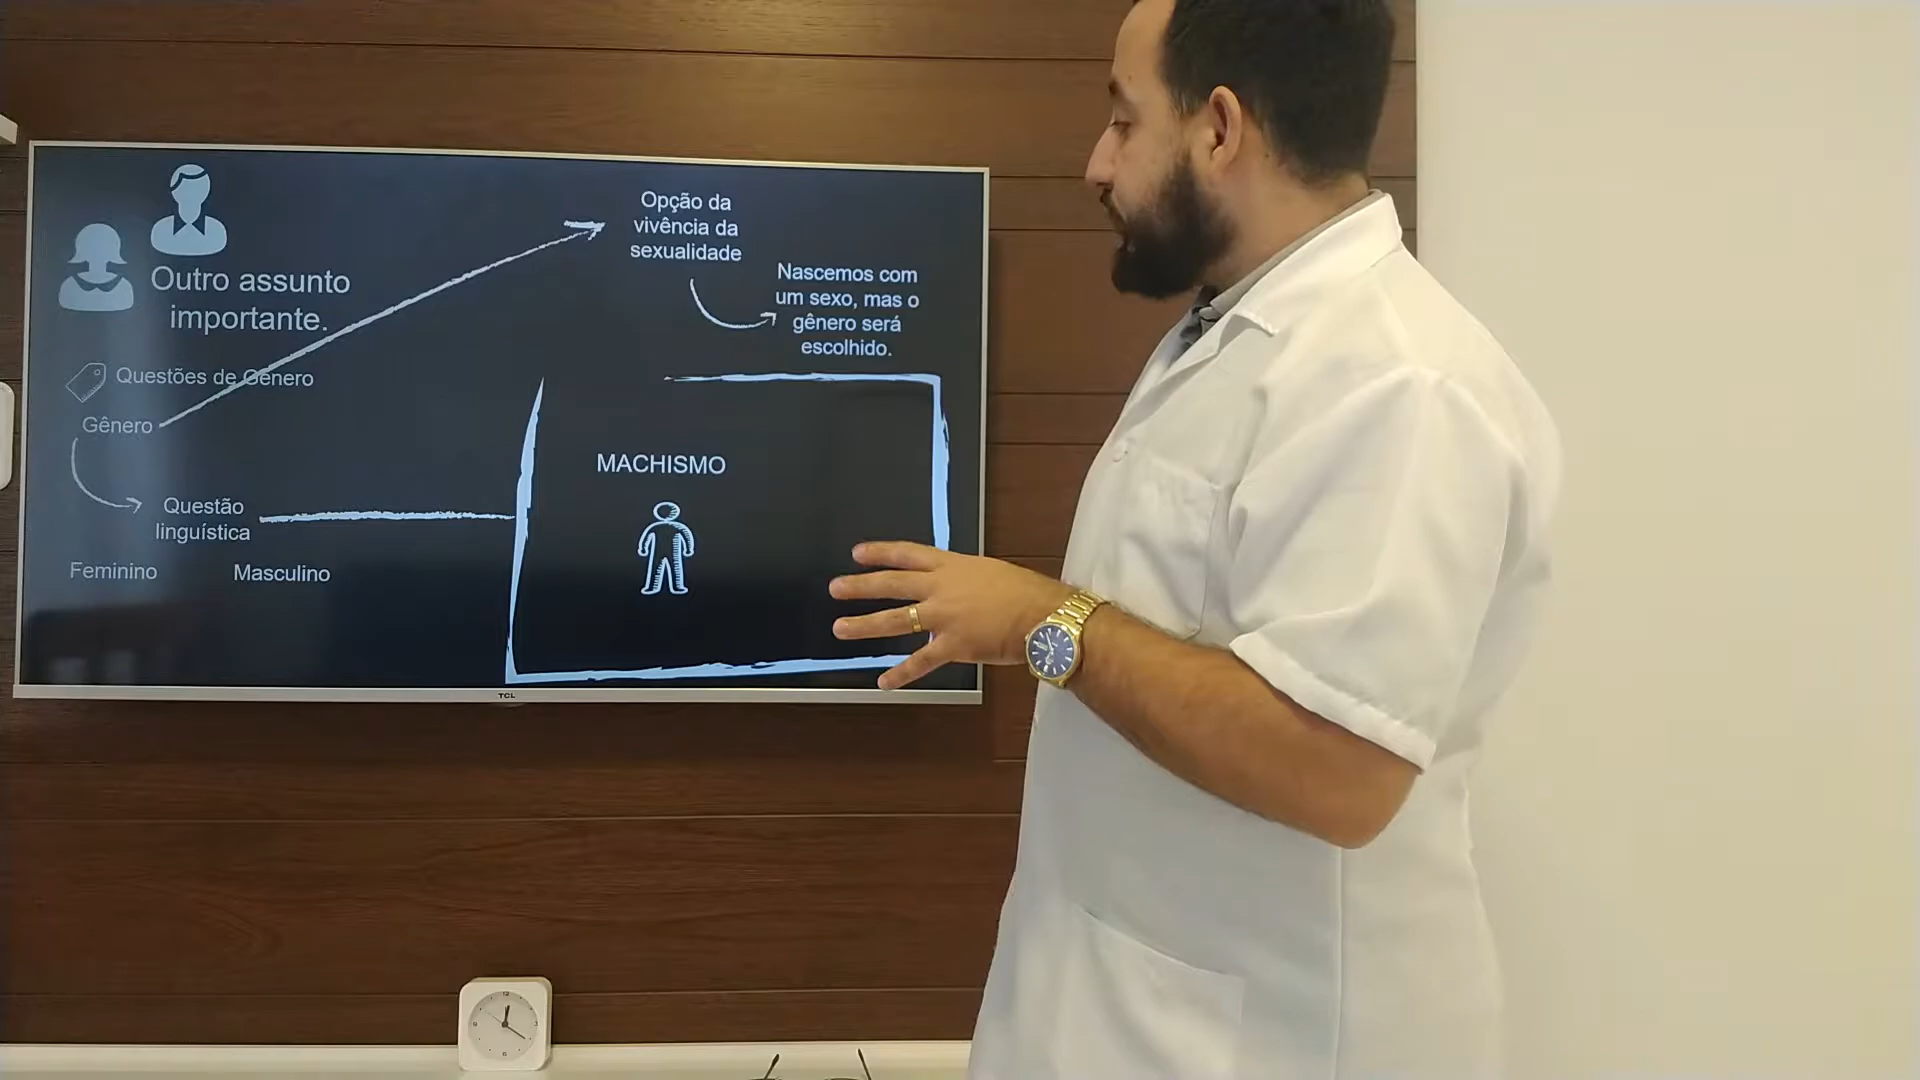 Outro assunto
importante.
Questões de Gênero
Gênero
Questão
linguística
Feminino
Masculino
Opção da
vivência da
sexualidade
Nascemos com
um sexo, mas o
gênero será
escolhido.
MACHISMO
TCL